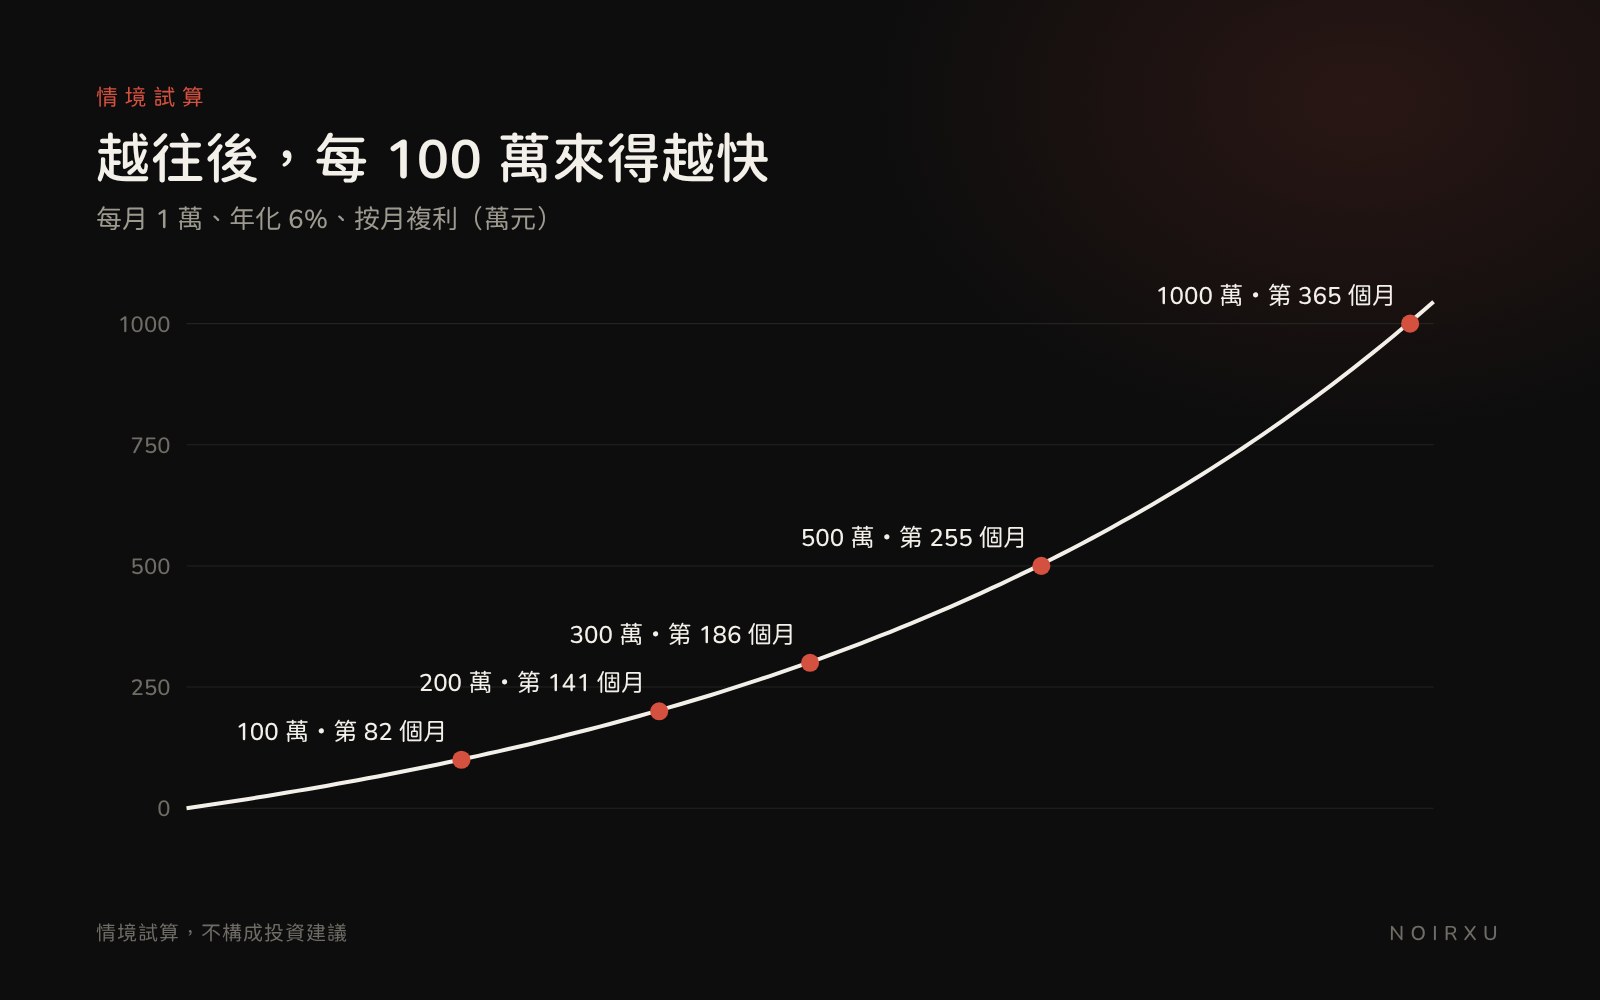 情境試算
越往後，每 100 萬來得越快
每月 1 萬、年化 6%、按月複利（萬元）
1000 萬・第 365 個月
1000
750
500 萬・第 255 個月
500
300 萬・第 186 個月
200 萬・第 141 個月
250
100 萬・第 82 個月
0
情境試算，不構成投資建議
NOIRXU